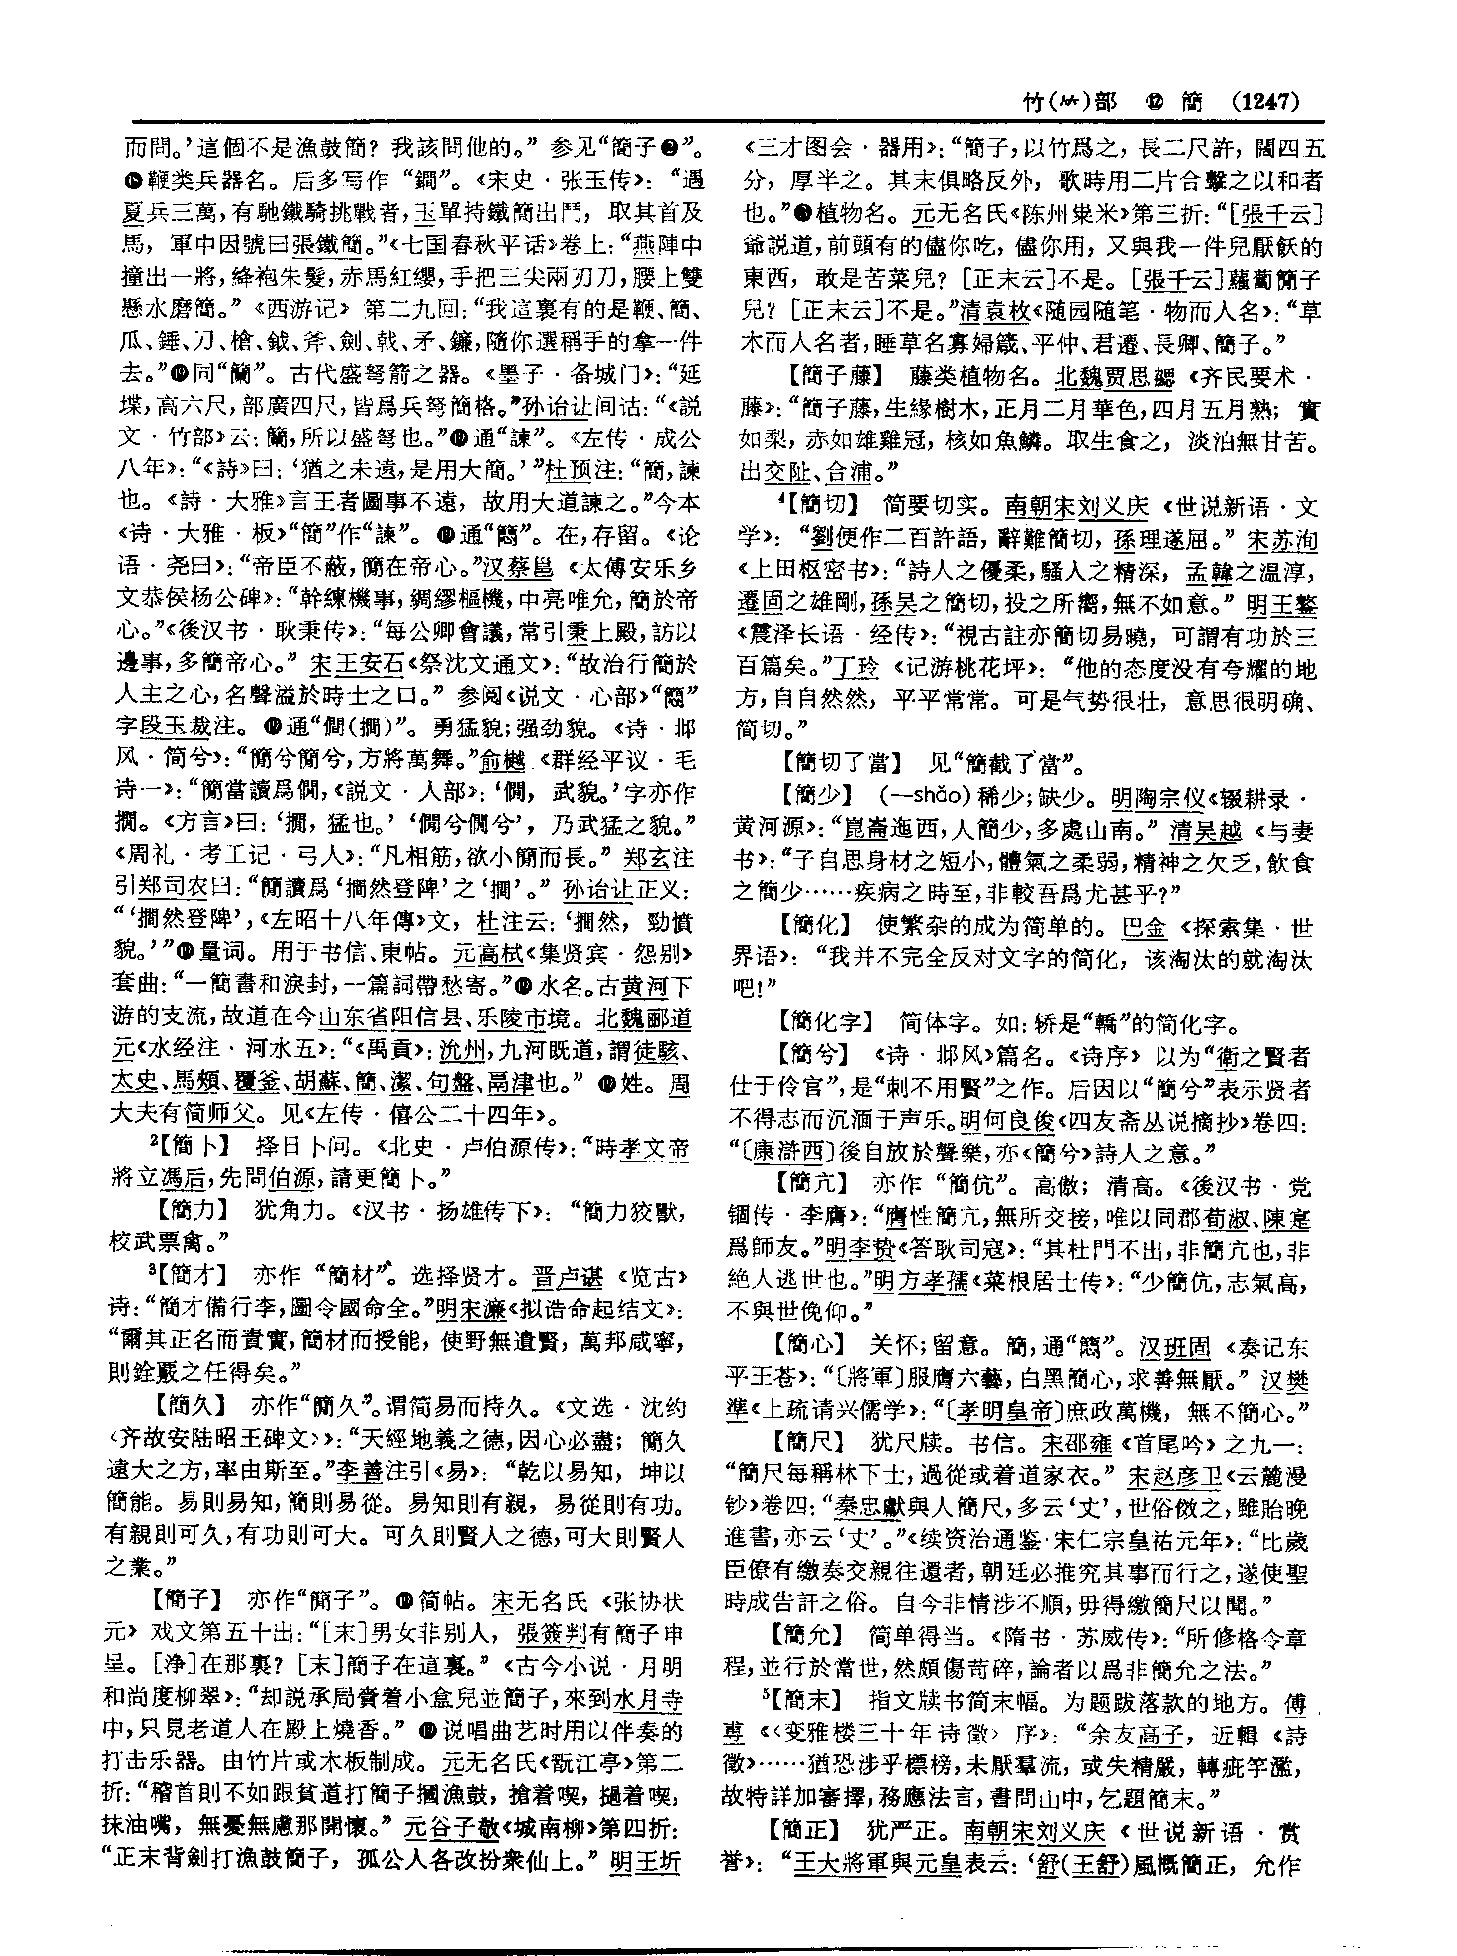 竹(⺮)部 ⑫ 簡 (1247)
而問。’這個不是漁鼓簡？我該問他的。”参见“簡子❷”。
鞭类兵器名。后多写作“鐧”。《宋史·张玉传》：“遇
夏兵三萬，有馳鐵騎挑戰者，玉單持鐵簡出鬥，取其首及
馬，軍中因號曰張鐵簡。”《七国春秋平话》卷上：“燕陣中
撞出一將，絳袍朱髮，赤馬紅纓，手把三尖兩刃刀，腰上雙
懸水磨簡。”《西游记》第二九回：“我這裏有的是鞭、簡、
瓜、錘、刀、槍、鉞、斧、劍、戟、矛、鐮，隨你選稱手的拿一件
去。”同“籣”。古代盛弩箭之器。《墨子·备城门》：“延
堞，高六尺，部廣四尺，皆爲兵弩簡格。”孙诒让间诂：“《説
文·竹部》云：籣，所以盛弩也。”通“諫”。《左传·成公
八年》：“《詩》曰：‘猶之未遠，是用大簡。’”杜预注：“簡，諫
也。《詩·大雅》言王者圖事不遠，故用大道諫之。”今本
《诗·大雅·板》“簡”作“諫”。通“簡”。在，存留。《论
语·尧曰》：“帝臣不蔽，簡在帝心。”汉蔡邕《太傅安乐乡
文恭侯杨公碑》：“幹練機事，綢繆樞機，中亮唯允，簡於帝
心。”《後汉书·耿秉传》：“每公卿會議，常引秉上殿，訪以
邊事，多簡帝心。”宋王安石《祭沈文通文》：“故治行簡於
人主之心，名聲溢於時士之口。”参阅《说文·心部》“簡”
字段玉裁注。通“僩(撊)”。勇猛貌；强劲貌。《诗·邶
风·简兮》：“簡兮簡兮，方將萬舞。”俞樾《群经平议·毛
诗一》：“簡當讀爲僩，《説文·人部》：‘僩，武貌。’字亦作
撊。《方言》曰：‘撊，猛也。’‘僩兮僩兮’，乃武猛之貌。”
《周礼·考工记·弓人》：“凡相筋，欲小簡而長。”郑玄注
引郑司农曰：“簡讀爲‘撊然登陴’之‘撊’。”孙诒让正义：
“‘撊然登陴’，《左昭十八年傳》文，杜注云：‘撊然，勁憤
貌。’”量词。用于书信、柬帖。元高栻《集贤宾·怨别》
套曲：“一簡書和淚封，一篇詞帶愁寄。”水名。古黄河下
游的支流，故道在今山东省阳信县、乐陵市境。北魏郦道
元《水经注·河水五》：“《禹貢》：沇州，九河既道，謂徒駭、
太史、馬頰、覆釜、胡蘇、簡、潔、句盤、鬲津也。”姓。周
大夫有简师父。见《左传·僖公二十四年》。
²【簡卜】 择日卜问。《北史·卢伯源传》：“時孝文帝
將立馮后，先問伯源，請更簡卜。”
【簡力】 犹角力。《汉书·扬雄传下》：“簡力狡獸，
校武票禽。”
³【簡才】 亦作“簡材”。选择贤才。晋卢谌《览古》
诗：“簡才備行李，圖令國命全。”明宋濂《拟诰命起结文》：
“爾其正名而責實，簡材而授能，使野無遺賢，萬邦咸寧，
則銓覈之任得矣。”
【簡久】 亦作“簡久”。谓简易而持久。《文选·沈约
〈齐故安陆昭王碑文〉》：“天經地義之德，因心必盡；簡久
遠大之方，率由斯至。”李善注引《易》：“乾以易知，坤以
簡能。易則易知，簡則易從。易知則有親，易從則有功。
有親則可久，有功則可大。可久則賢人之德，可大則賢人
之業。”
【簡子】 亦作“簡子”。❶简帖。宋无名氏《张协状
元》戏文第五十出：“［末］男女非别人，張簽判有簡子申
呈。［净］在那裏？［末］簡子在這裏。”《古今小说·月明
和尚度柳翠》：“却説承局賫着小盒兒並簡子，來到水月寺
中，只見老道人在殿上燒香。”❷说唱曲艺时用以伴奏的
打击乐器。由竹片或木板制成。元无名氏《翫江亭》第二
折：“稽首則不如跟貧道打簡子摑漁鼓，搶着喫，撾着喫，
抹油嘴，無憂無慮那開懷。”元谷子敬《城南柳》第四折：
“正末背劍打漁鼓簡子，孤公人各改扮衆仙上。”明王圻
《三才图会·器用》：“簡子，以竹爲之，長二尺許，闊四五
分，厚半之。其末俱略反外，歌時用二片合擊之以和者
也。”❸植物名。元无名氏《陈州粜米》第三折：“［張千云］
爺説道，前頭有的儘你吃，儘你用，又與我一件兒厭飫的
東西，敢是苦菜兒？［正末云］不是。［張千云］蘿蔔簡子
兒？［正末云］不是。”清袁枚《随园随笔·物而人名》：“草
木而人名者，睡草名寡婦箴、平仲、君遷、長卿、簡子。”
【簡子藤】 藤类植物名。北魏贾思勰《齐民要术·
藤》：“簡子藤，生緣樹木，正月二月華色，四月五月熟；實
如梨，赤如雄雞冠，核如魚鱗。取生食之，淡泊無甘苦。
出交阯、合浦。”
⁴【簡切】 简要切实。南朝宋刘义庆《世说新语·文
学》：“劉便作二百許語，辭難簡切，孫理遂屈。”宋苏洵
《上田枢密书》：“詩人之優柔，騷人之精深，孟韓之温淳，
遷固之雄剛，孫吴之簡切，投之所嚮，無不如意。”明王鏊
《震泽长语·经传》：“視古註亦簡切易曉，可謂有功於三
百篇矣。”丁玲《记游桃花坪》：“他的态度没有夸耀的地
方，自自然然，平平常常。可是气势很壮，意思很明确、
简切。”
【簡切了當】 见“簡截了當”。
【簡少】 (—shǎo)稀少；缺少。明陶宗仪《辍耕录·
黄河源》：“崑崙迤西，人簡少，多處山南。”清吴越《与妻
书》：“子自思身材之短小，體氣之柔弱，精神之欠乏，飲食
之簡少……疾病之時至，非較吾爲尤甚乎？”
【簡化】 使繁杂的成为简单的。巴金《探索集·世
界语》：“我并不完全反对文字的简化，该淘汰的就淘汰
吧！”
【簡化字】 简体字。如：轿是“轎”的简化字。
【簡兮】 《诗·邶风》篇名。《诗序》以为“衛之賢者
仕于伶官”，是“刺不用賢”之作。后因以“簡兮”表示贤者
不得志而沉湎于声乐。明何良俊《四友斋丛说摘抄》卷四：
“〔康滸西〕後自放於聲樂，亦《簡兮》詩人之意。”
【簡亢】 亦作“簡伉”。高傲；清高。《後汉书·党
锢传·李膺》：“膺性簡亢，無所交接，唯以同郡荀淑、陳寔
爲師友。”明李贽《答耿司寇》：“其杜門不出，非簡亢也，非
絶人逃世也。”明方孝孺《菜根居士传》：“少簡伉，志氣高，
不與世俛仰。”
【簡心】 关怀；留意。簡，通“簡”。汉班固《奏记东
平王苍》：“〔將軍〕服膺六藝，白黑簡心，求善無厭。”汉樊
準《上疏请兴儒学》：“〔孝明皇帝〕庶政萬機，無不簡心。”
【簡尺】 犹尺牍。书信。宋邵雍《首尾吟》之九一：
“簡尺每稱林下士，過從或着道家衣。”宋赵彦卫《云麓漫
钞》卷四：“秦忠獻與人簡尺，多云‘丈’，世俗傚之，雖貽晚
進書，亦云‘丈’。”《续资治通鉴·宋仁宗皇祐元年》：“比歲
臣僚有繳奏交親往還者，朝廷必推究其事而行之，遂使聖
時成告訐之俗。自今非情涉不順，毋得繳簡尺以聞。”
【簡允】 简单得当。《隋书·苏威传》：“所修格令章
程，並行於當世，然頗傷苛碎，論者以爲非簡允之法。”
⁵【簡末】 指文牍书简末幅。为题跋落款的地方。傅
尃《〈变雅楼三十年诗徵〉序》：“余友高子，近輯《詩
徵》……猶恐涉乎標榜，未厭羣流，或失精嚴，轉疵竽濫，
故特詳加審擇，務應法言，書問山中，乞題簡末。”
【簡正】 犹严正。南朝宋刘义庆《世说新语·赏
誉》：“王大將軍與元皇表云：‘舒(王舒)風概簡正，允作